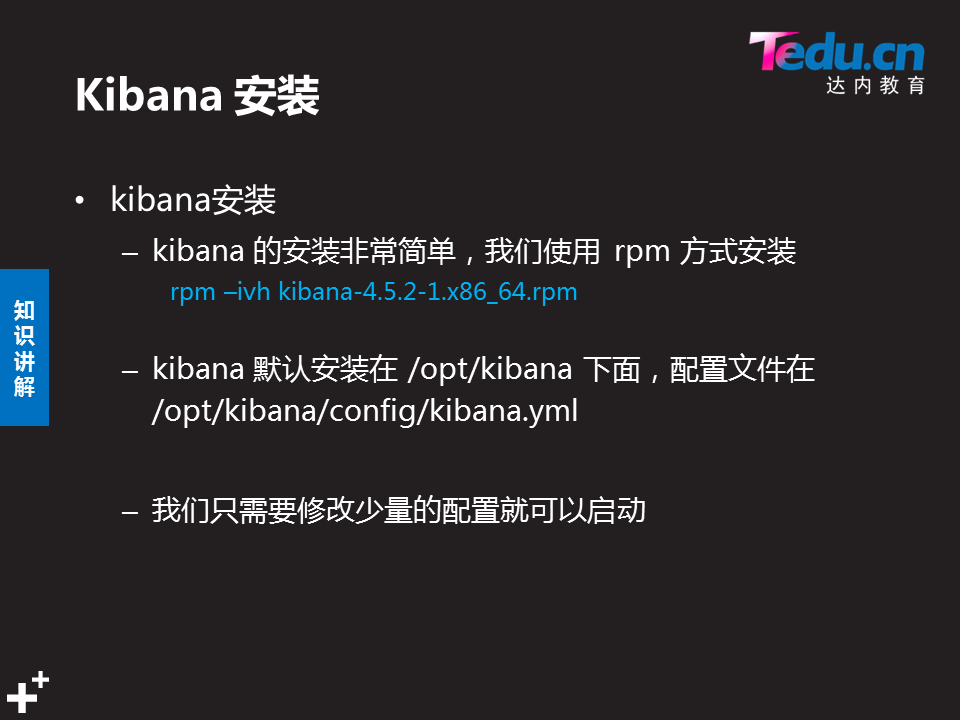 Tedu.cn
达内教育
Kibana 安装
• kibana安装
– kibana 的安装非常简单，我们使用 rpm 方式安装
rpm –ivh kibana-4.5.2-1.x86_64.rpm
– kibana 默认安装在 /opt/kibana 下面，配置文件在
/opt/kibana/config/kibana.yml
– 我们只需要修改少量的配置就可以启动
知
识
讲
解